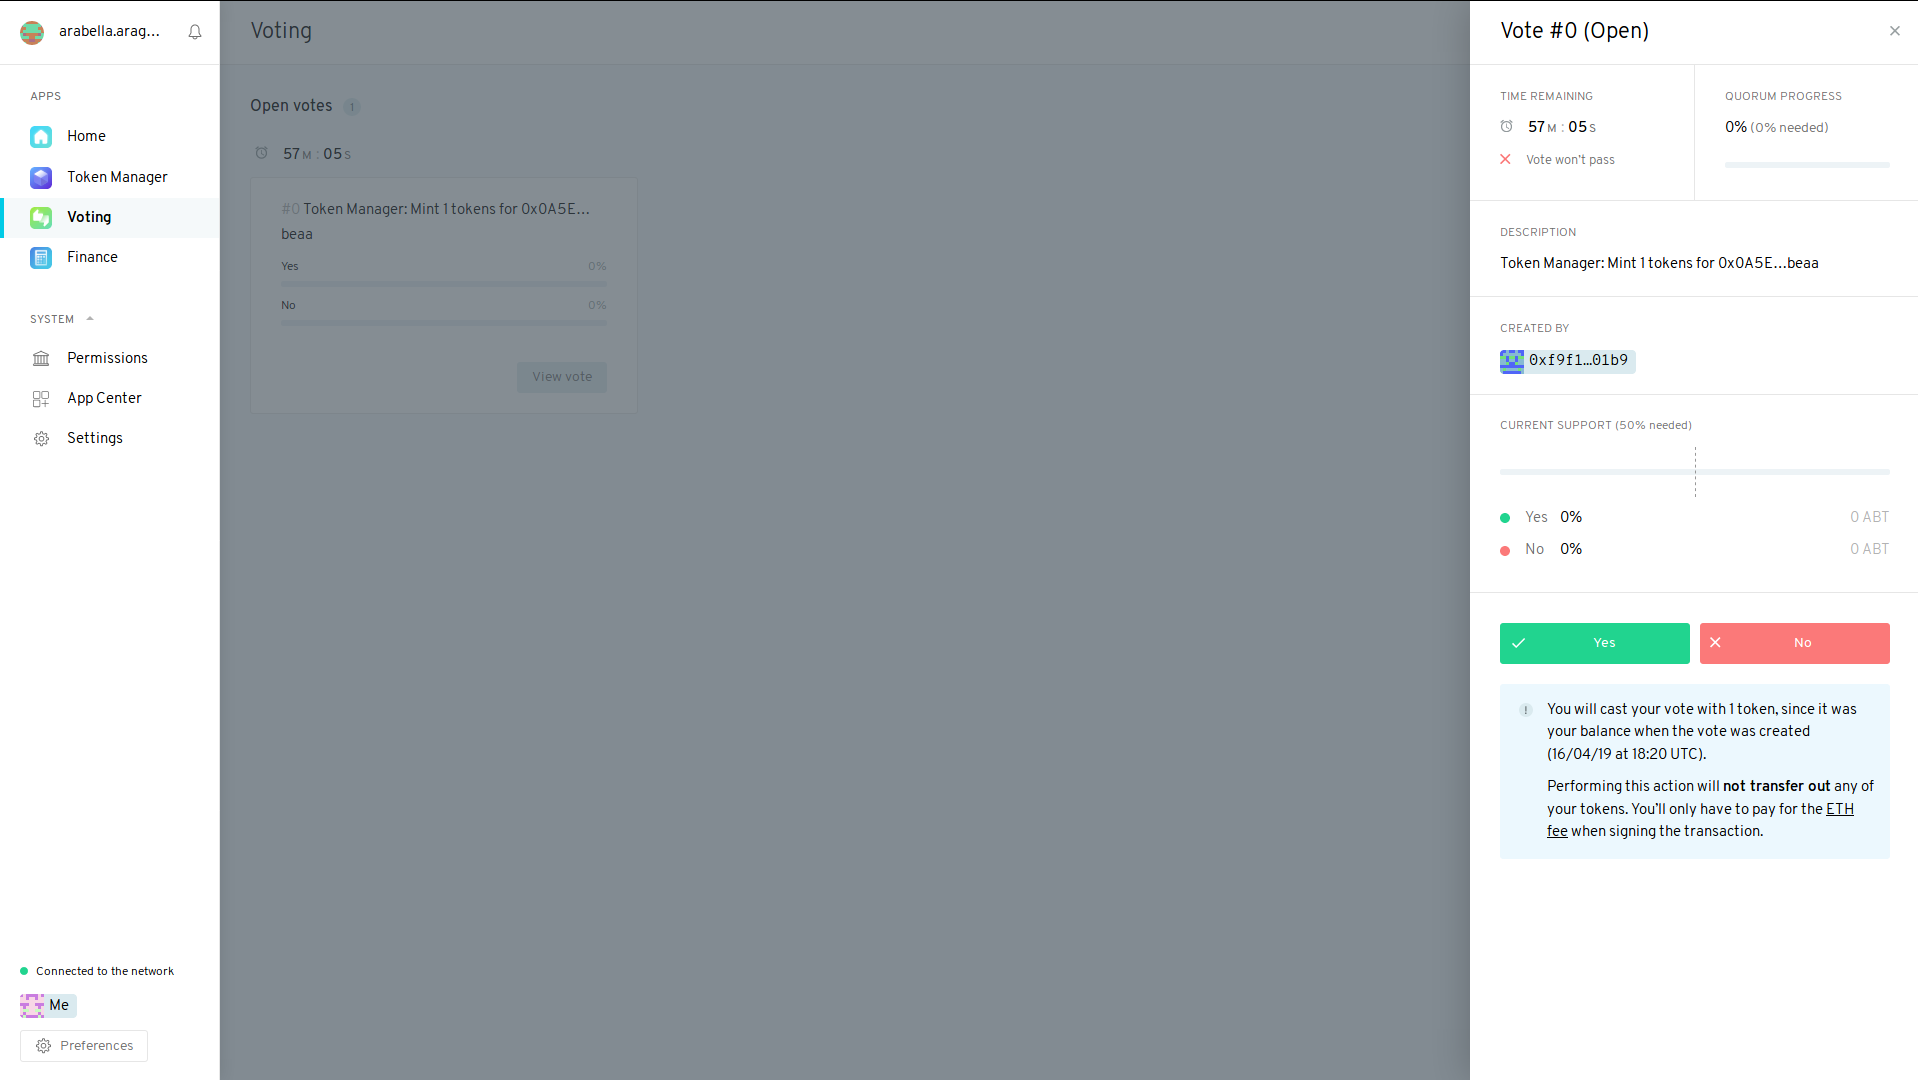 arabella.arag...
APPS
Home
Token Manager
Voting
Finance
SYSTEM
Permissions
App Center
Settings
Connected to the network
Me
Preferences
Voting
Open votes 1
57 M : 05 S
#0 Token Manager: Mint 1 tokens for 0x0A5E…
beaa
Yes 0%
No 0%
View vote
Vote #0 (Open)
TIME REMAINING
57 M : 05 S
Vote won't pass
QUORUM PROGRESS
0% (0% needed)
DESCRIPTION
Token Manager: Mint 1 tokens for 0x0A5E…beaa
CREATED BY
0xf9f1…01b9
CURRENT SUPPORT (50% needed)
Yes 0% 0 ABT
No 0% 0 ABT
Yes
No
You will cast your vote with 1 token, since it was
your balance when the vote was created
(16/04/19 at 18:20 UTC).
Performing this action will not transfer out any of
your tokens. You'll only have to pay for the ETH
fee when signing the transaction.